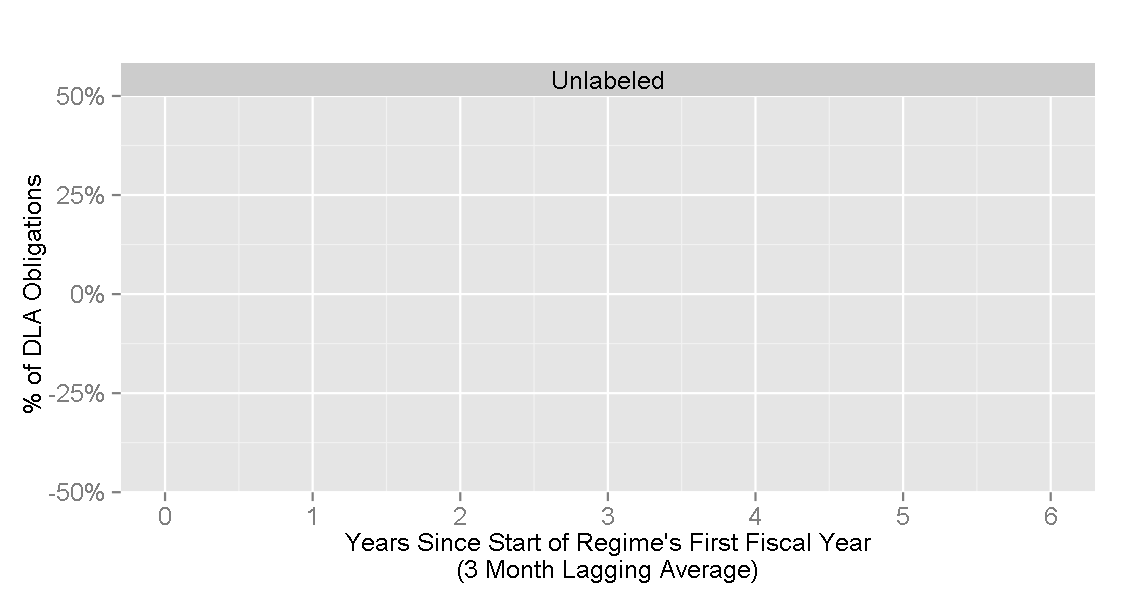 Unlabeled
50%
25%
0%
-25%
-50%
% of DLA Obligations
0 1 2 3 4 5 6
Years Since Start of Regime's First Fiscal Year
(3 Month Lagging Average)